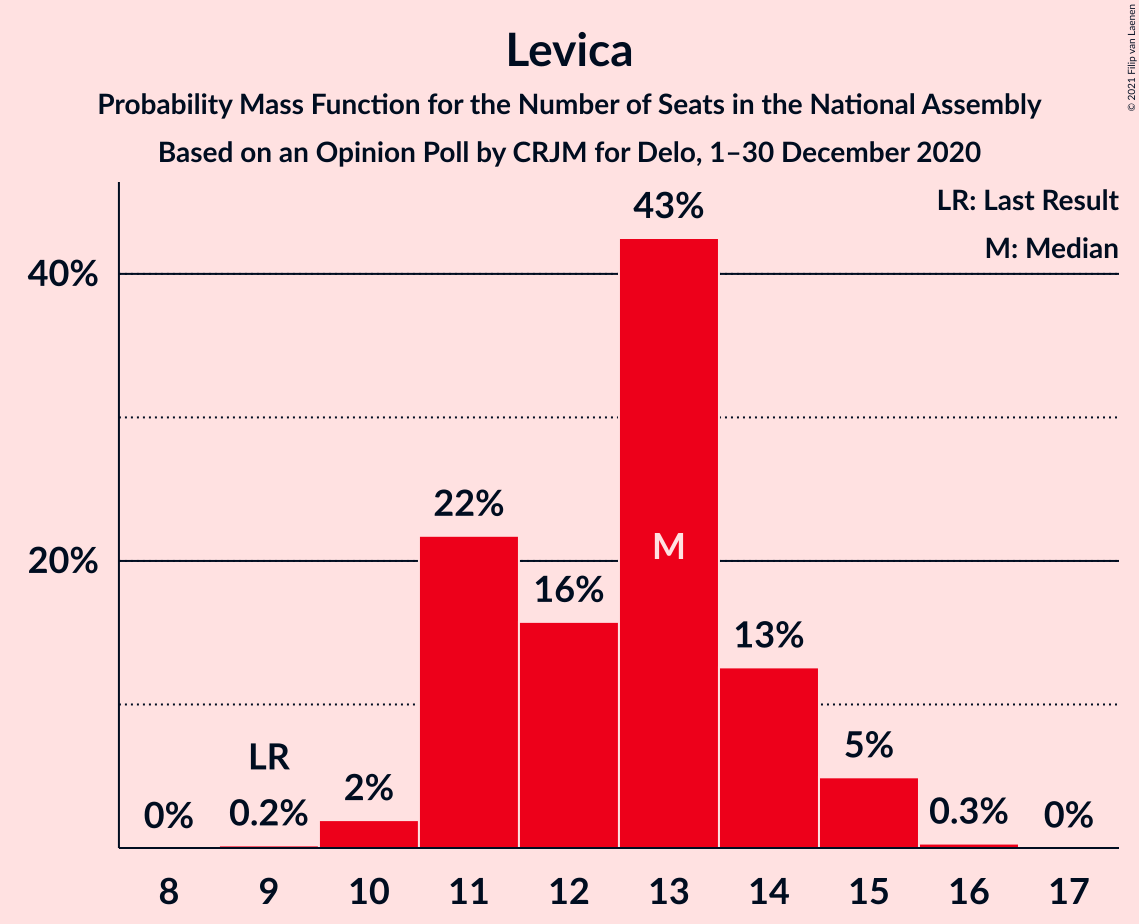 Levica
Probability Mass Function for the Number of Seats in the National Assembly
Based on an Opinion Poll by CRJM for Delo, 1–30 December 2020
© 2021 Filip van Laenen
LR: Last Result
M: Median
43%
40%
22%
M
20%
16%
13%
LR
5%
2%
0%
0.2%
0.3%
0%
8 9 10 11 12 13 14 15 16 17